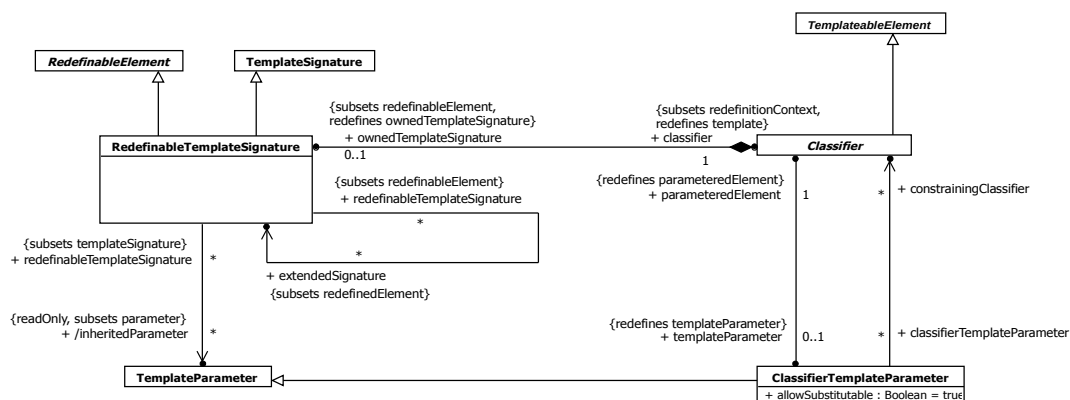 TemplateableElement
RedefinableElement
TemplateSignature
{subsets redefinableElement,
redefines ownedTemplateSignature}
+ ownedTemplateSignature
0..1
{subsets redefinitionContext,
redefines template}
+ classifier
1
RedefinableTemplateSignature
Classifier
{subsets redefinableElement}
+ redefinableTemplateSignature
*
{redefines parameteredElement}
+ parameteredElement
1
*
+ constrainingClassifier
{subsets templateSignature}
+ redefinableTemplateSignature
*
*
+ extendedSignature
{subsets redefinedElement}
{readOnly, subsets parameter}
+ /inheritedParameter
*
{redefines templateParameter}
+ templateParameter
0..1
*
+ classifierTemplateParameter
TemplateParameter
ClassifierTemplateParameter
+ allowSubstitutable : Boolean = true